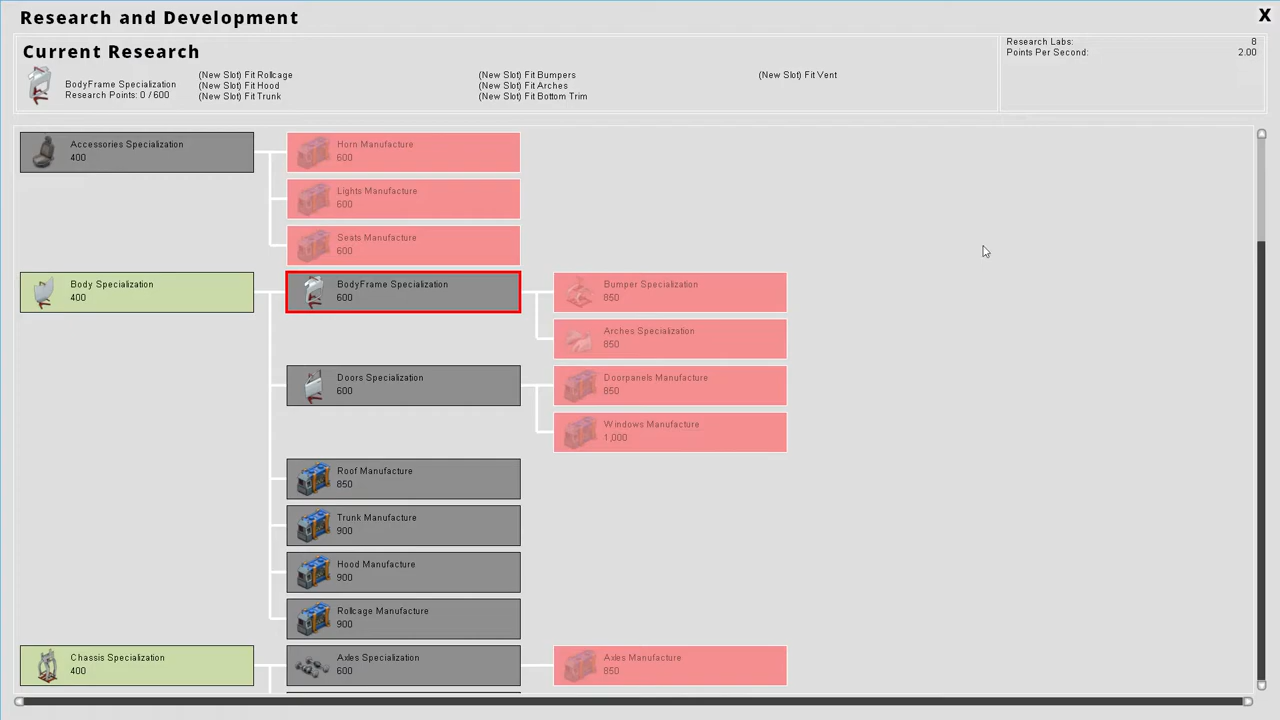 Research and Development
X
Current Research
BodyFrame Specialization
Research Points: 0 / 600
(New Slot) Fit Rollcage
(New Slot) Fit Hood
(New Slot) Fit Trunk
(New Slot) Fit Bumpers
(New Slot) Fit Arches
(New Slot) Fit Bottom Trim
(New Slot) Fit Vent
Research Labs: 8
Points Per Second: 2.00
Accessories Specialization
400
Horn Manufacture
600
Lights Manufacture
600
Seats Manufacture
600
Body Specialization
400
BodyFrame Specialization
600
Bumper Specialization
850
Arches Specialization
850
Doors Specialization
600
Doorpanels Manufacture
850
Windows Manufacture
1,000
Roof Manufacture
850
Trunk Manufacture
900
Hood Manufacture
900
Rollcage Manufacture
900
Chassis Specialization
400
Axles Specialization
600
Axles Manufacture
850